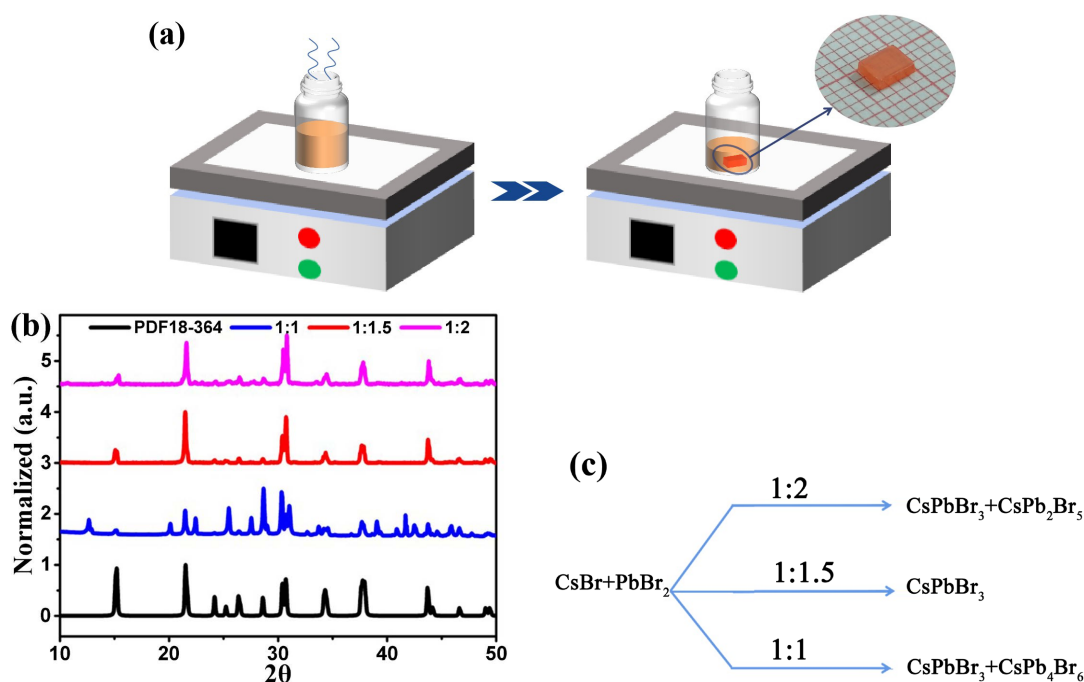 (a)
(b)
PDF18-364 1:1 1:1.5 1:2
Normalized (a.u.)
5
4
3
2
1
0
10 20 30 40 50
2θ
(c)
CsBr+PbBr₂
1:2
CsPbBr₃+CsPb₂Br₅
1:1.5
CsPbBr₃
1:1
CsPbBr₃+CsPb₄Br₆